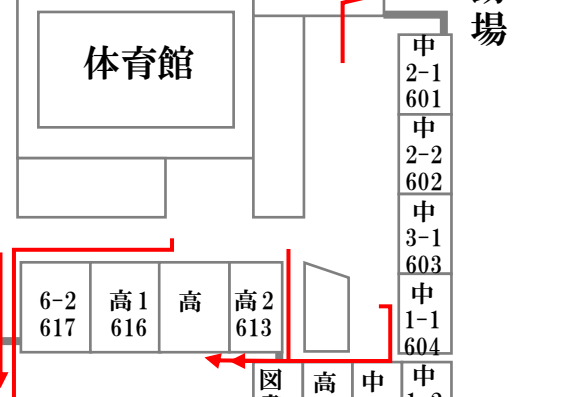 場
体育館
中
2-1
601
中
2-2
602
中
3-1
603
中
1-1
604
6-2
617
高1
616
高
高2
613
図
高
中
中